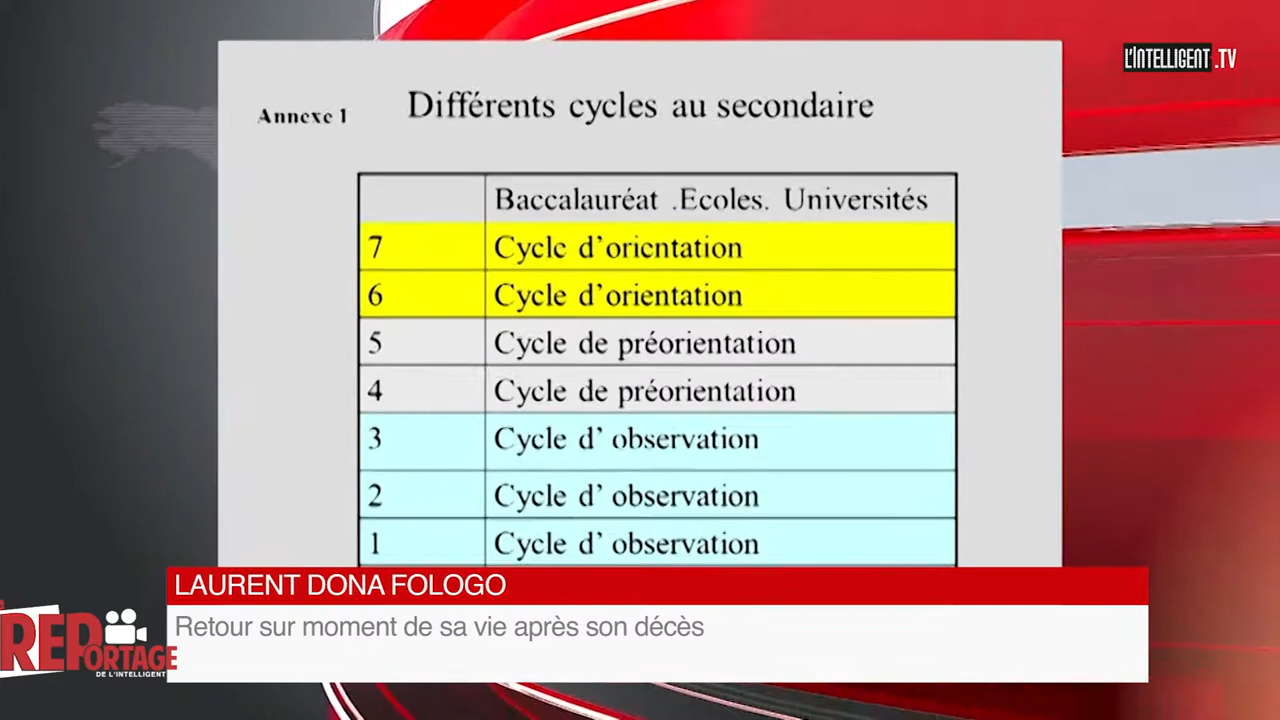 L'INTELLIGENT.TV
Annexe 1
Différents cycles au secondaire
Baccalauréat .Ecoles. Universités
7 Cycle d'orientation
6 Cycle d'orientation
5 Cycle de préorientation
4 Cycle de préorientation
3 Cycle d' observation
2 Cycle d' observation
1 Cycle d' observation
LAURENT DONA FOLOGO
Retour sur moment de sa vie après son décès
REPORTAGE
DE L'INTELLIGENT